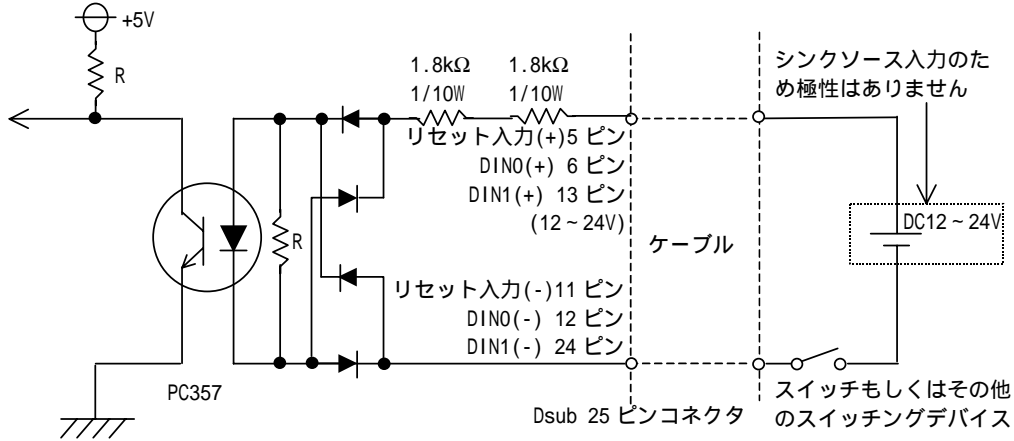 +5V
R
1.8kΩ 1.8kΩ
1/10W 1/10W
シンクソース入力のた
め極性はありません
リセット入力(+)5 ピン
DIN0(+) 6 ピン
DIN1(+) 13 ピン
(12～24V)
R
ケーブル
DC12～24V
リセット入力(-)11 ピン
DIN0(-) 12 ピン
DIN1(-) 24 ピン
PC357
Dsub 25 ピンコネクタ
スイッチもしくはその他
のスイッチングデバイス